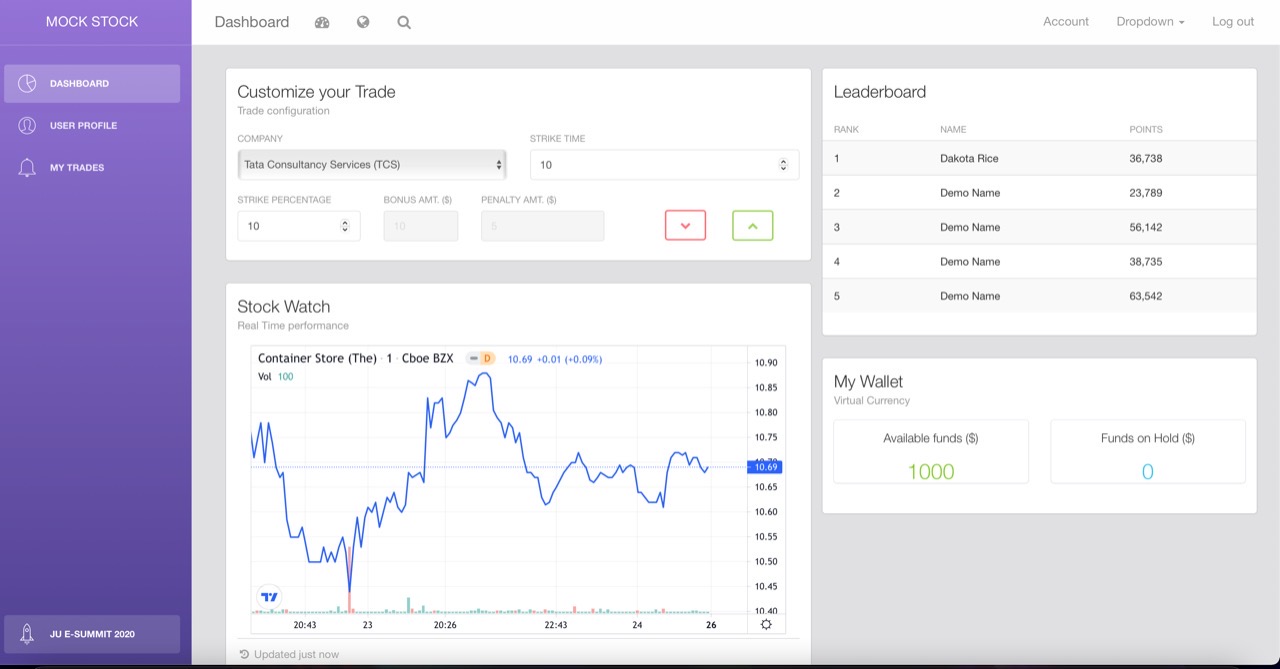 MOCK STOCK
DASHBOARD
USER PROFILE
MY TRADES
JU E-SUMMIT 2020
Dashboard
Account Dropdown Log out
Customize your Trade
Trade configuration
COMPANY STRIKE TIME
Tata Consultancy Services (TCS) 10
STRIKE PERCENTAGE BONUS AMT. ($) PENALTY AMT. ($)
10 10
Stock Watch
Real Time performance
Container Store (The) · 1 · Cboe BZX D 10.69 +0.01 (+0.09%)
Vol 100
10.90
10.85
10.80
10.75
10.70
10.69
10.65
10.60
10.55
10.50
10.45
10.40
20:43 23 20:26 22:43 24 26
Updated just now
Leaderboard
RANK NAME POINTS
1 Dakota Rice 36,738
2 Demo Name 23,789
3 Demo Name 56,142
4 Demo Name 38,735
5 Demo Name 63,542
My Wallet
Virtual Currency
Available funds ($) Funds on Hold ($)
1000 0